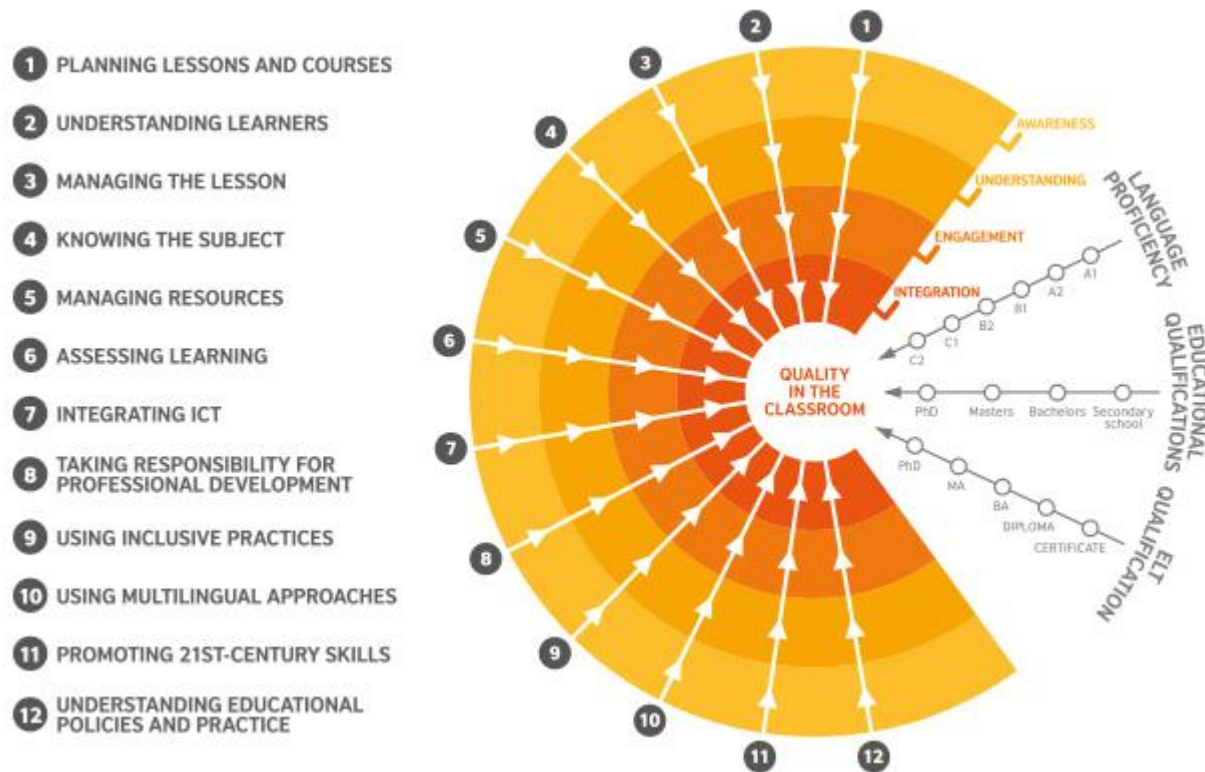 1 PLANNING LESSONS AND COURSES
2 UNDERSTANDING LEARNERS
3 MANAGING THE LESSON
4 KNOWING THE SUBJECT
5 MANAGING RESOURCES
6 ASSESSING LEARNING
7 INTEGRATING ICT
8 TAKING RESPONSIBILITY FOR
PROFESSIONAL DEVELOPMENT
9 USING INCLUSIVE PRACTICES
10 USING MULTILINGUAL APPROACHES
11 PROMOTING 21ST-CENTURY SKILLS
12 UNDERSTANDING EDUCATIONAL
POLICIES AND PRACTICE
1
2
3
4
5
6
7
8
9
10
11
12
AWARENESS
UNDERSTANDING
ENGAGEMENT
INTEGRATION
QUALITY
IN THE
CLASSROOM
LANGUAGE
PROFICIENCY
A1
A2
B1
B2
C1
C2
EDUCATIONAL
QUALIFICATIONS
PhD
Masters
Bachelors
Secondary
school
ELT
QUALIFICATION
PhD
MA
BA
DIPLOMA
CERTIFICATE